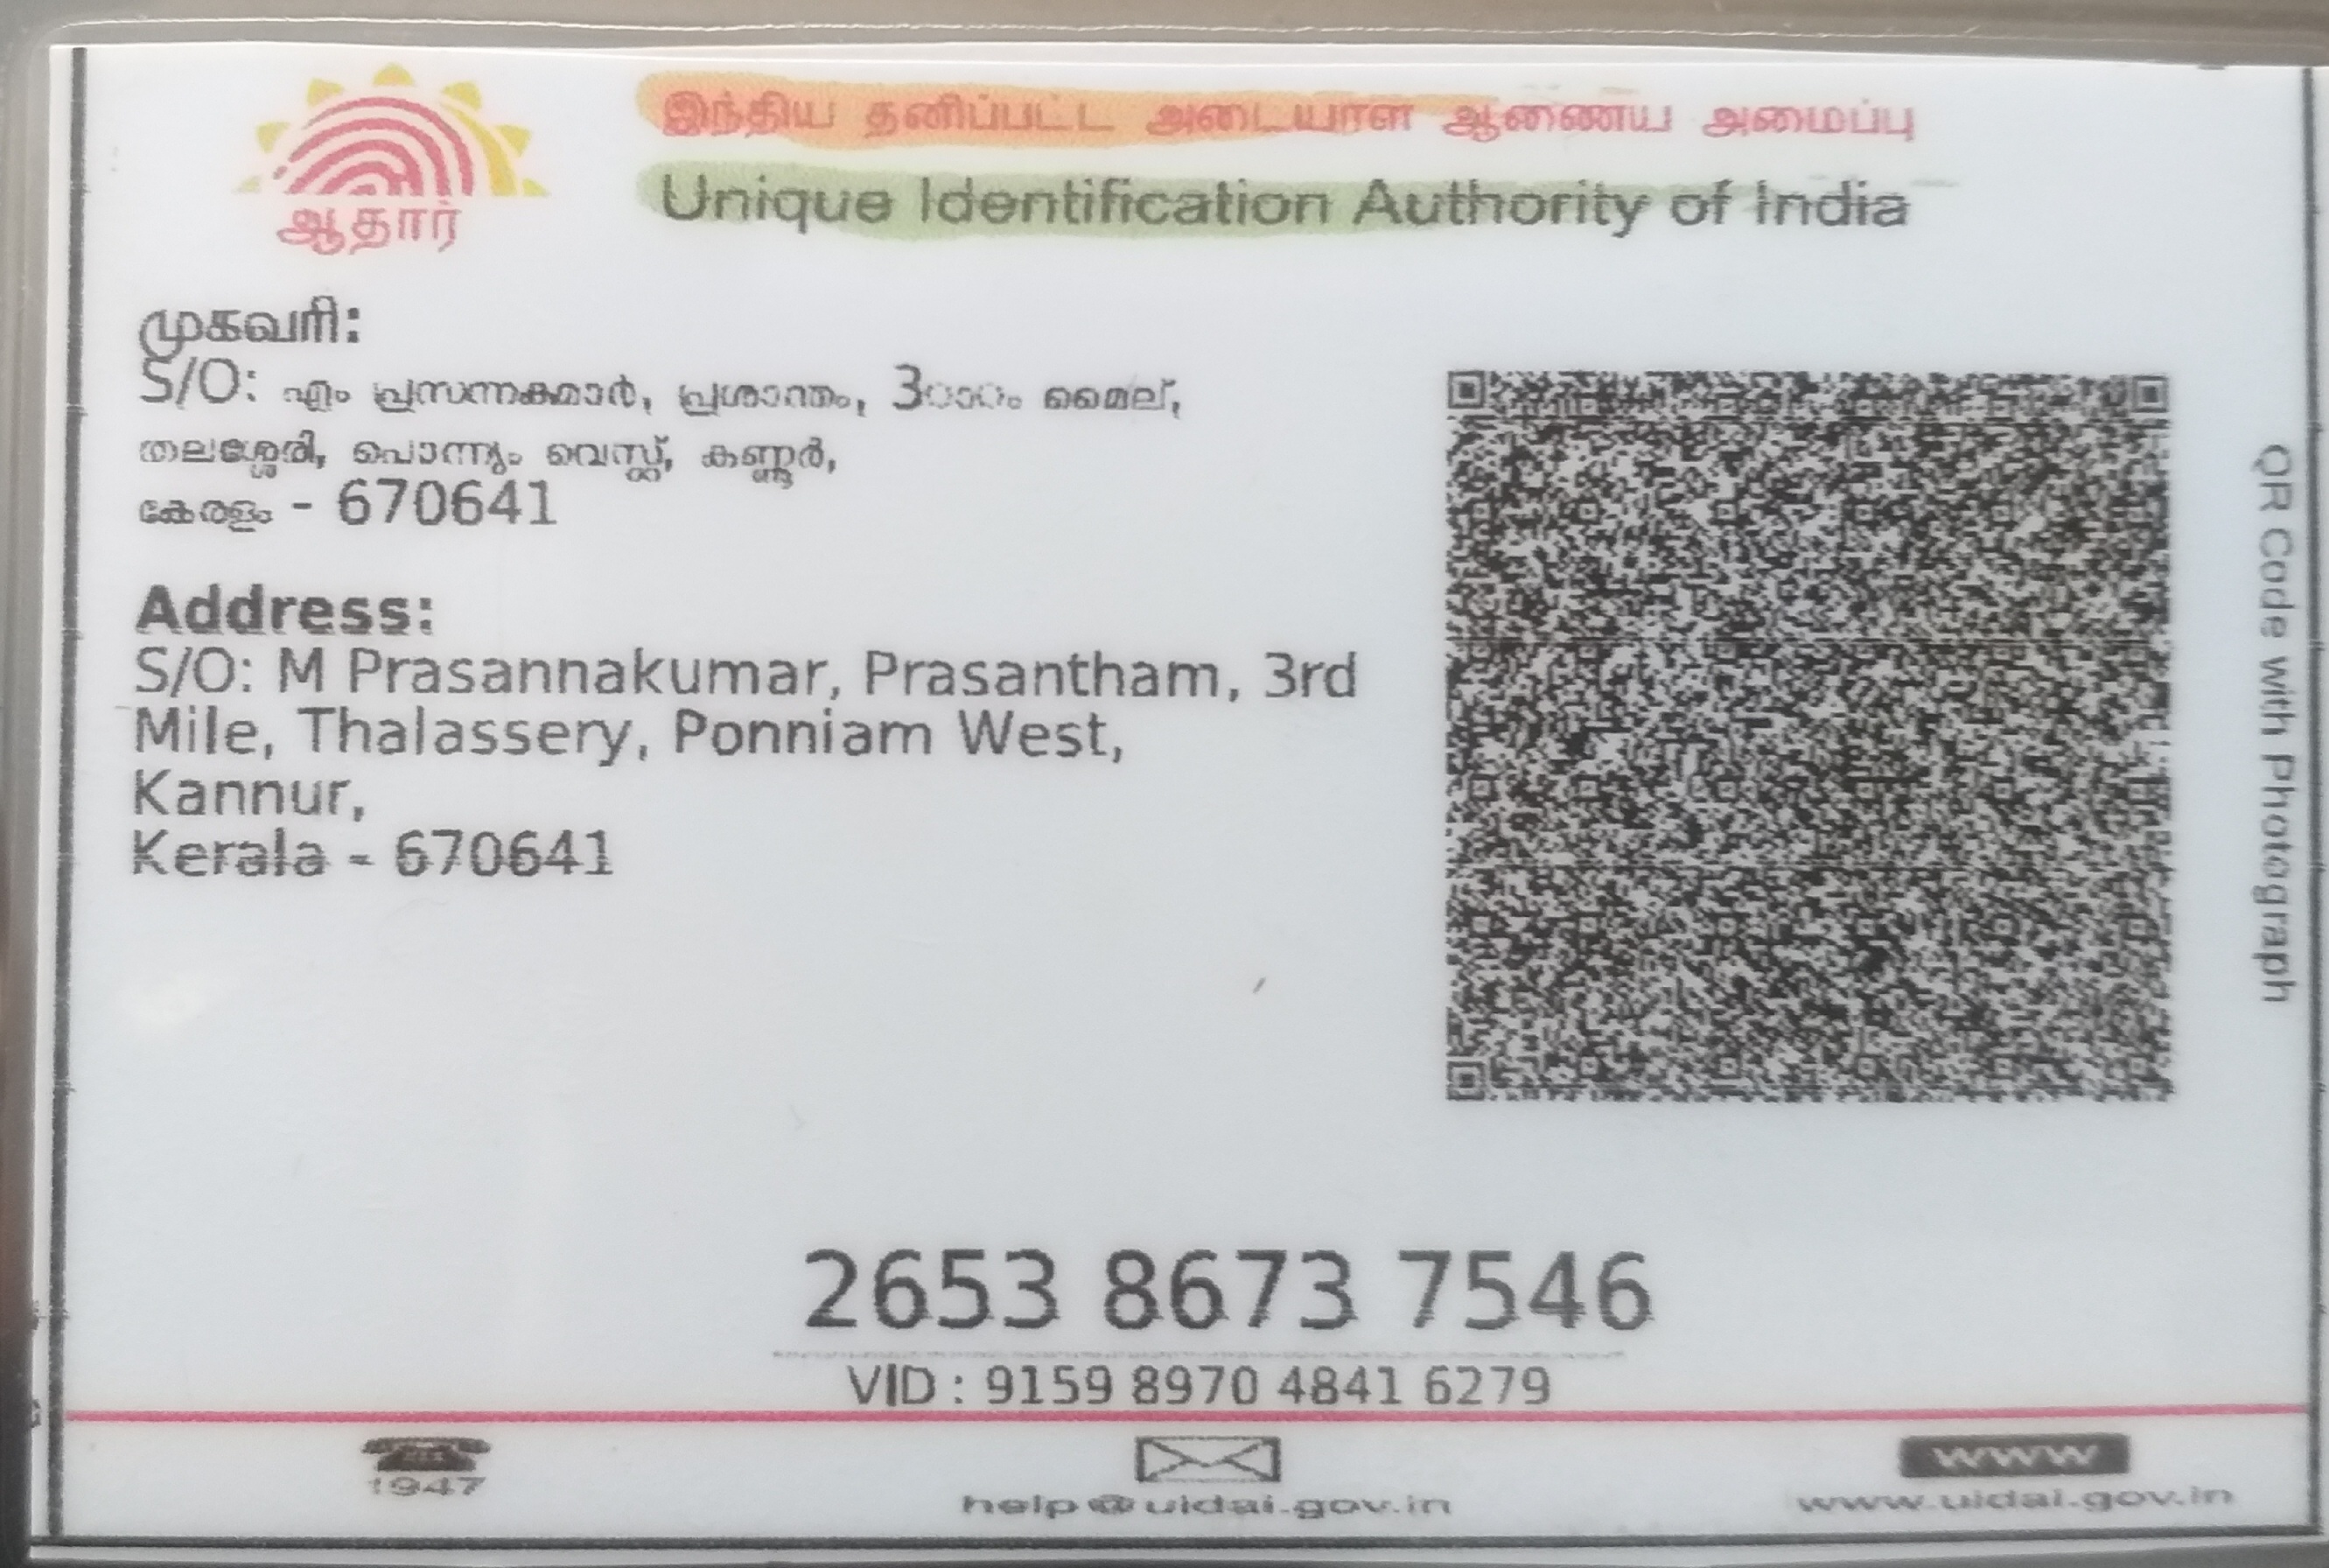 ஆதார்
இந்திய தனிப்பட்ட அடையாள ஆணைய அமைப்பு
Unique Identification Authority of India
முகவரி:
S/O: എം പ്രസന്നകുമാർ, പ്രശാന്തം, 3റാറം മൈല്,
തലശ്ശേരി, പൊന്ന്യം വെസ്റ്റ്, കണ്ണൂർ,
കേരളം - 670641
Address:
S/O: M Prasannakumar, Prasantham, 3rd
Mile, Thalassery, Ponniam West,
Kannur,
Kerala - 670641
QR Code with Photograph
2653 8673 7546
VID : 9159 8970 4841 6279
1947
help@uidai.gov.in
www
www.uidai.gov.in